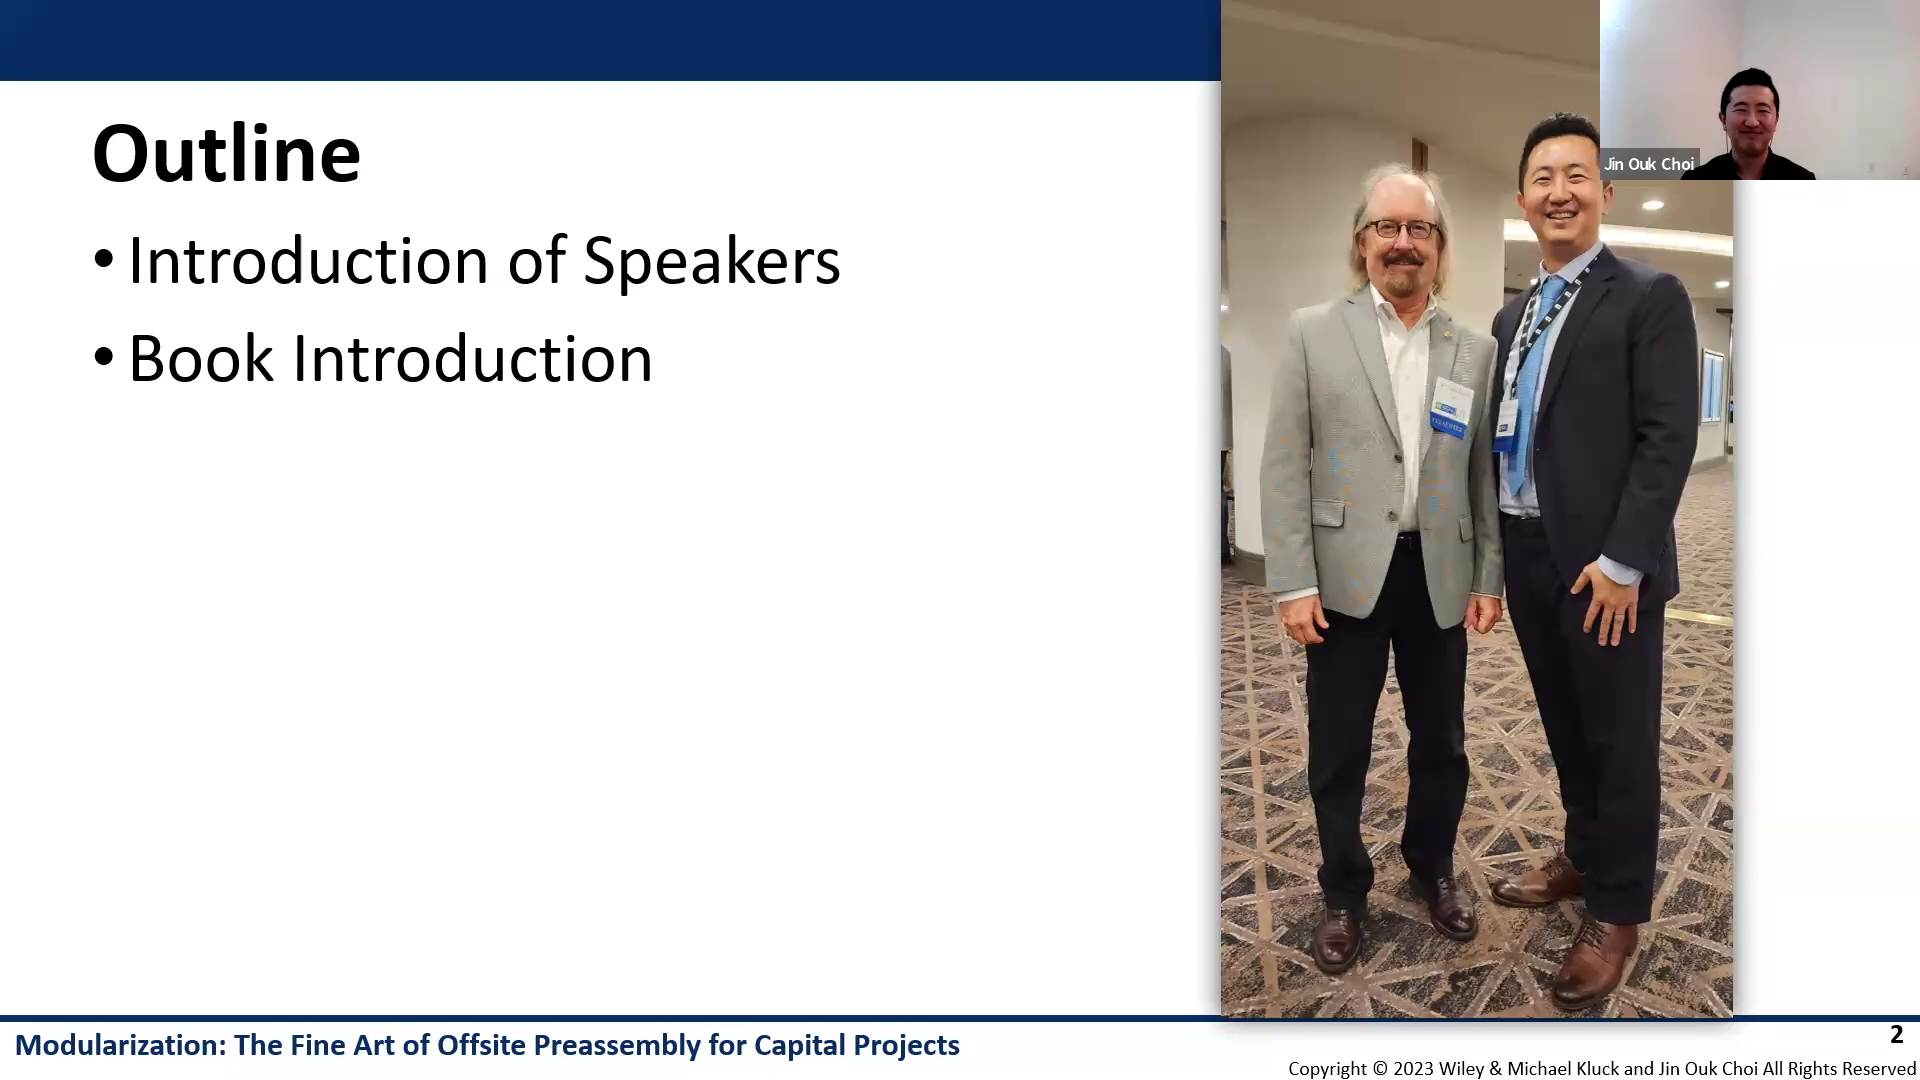 Outline
• Introduction of Speakers
• Book Introduction
Jin Ouk Choi
Modularization: The Fine Art of Offsite Preassembly for Capital Projects
2
Copyright © 2023 Wiley & Michael Kluck and Jin Ouk Choi All Rights Reserved